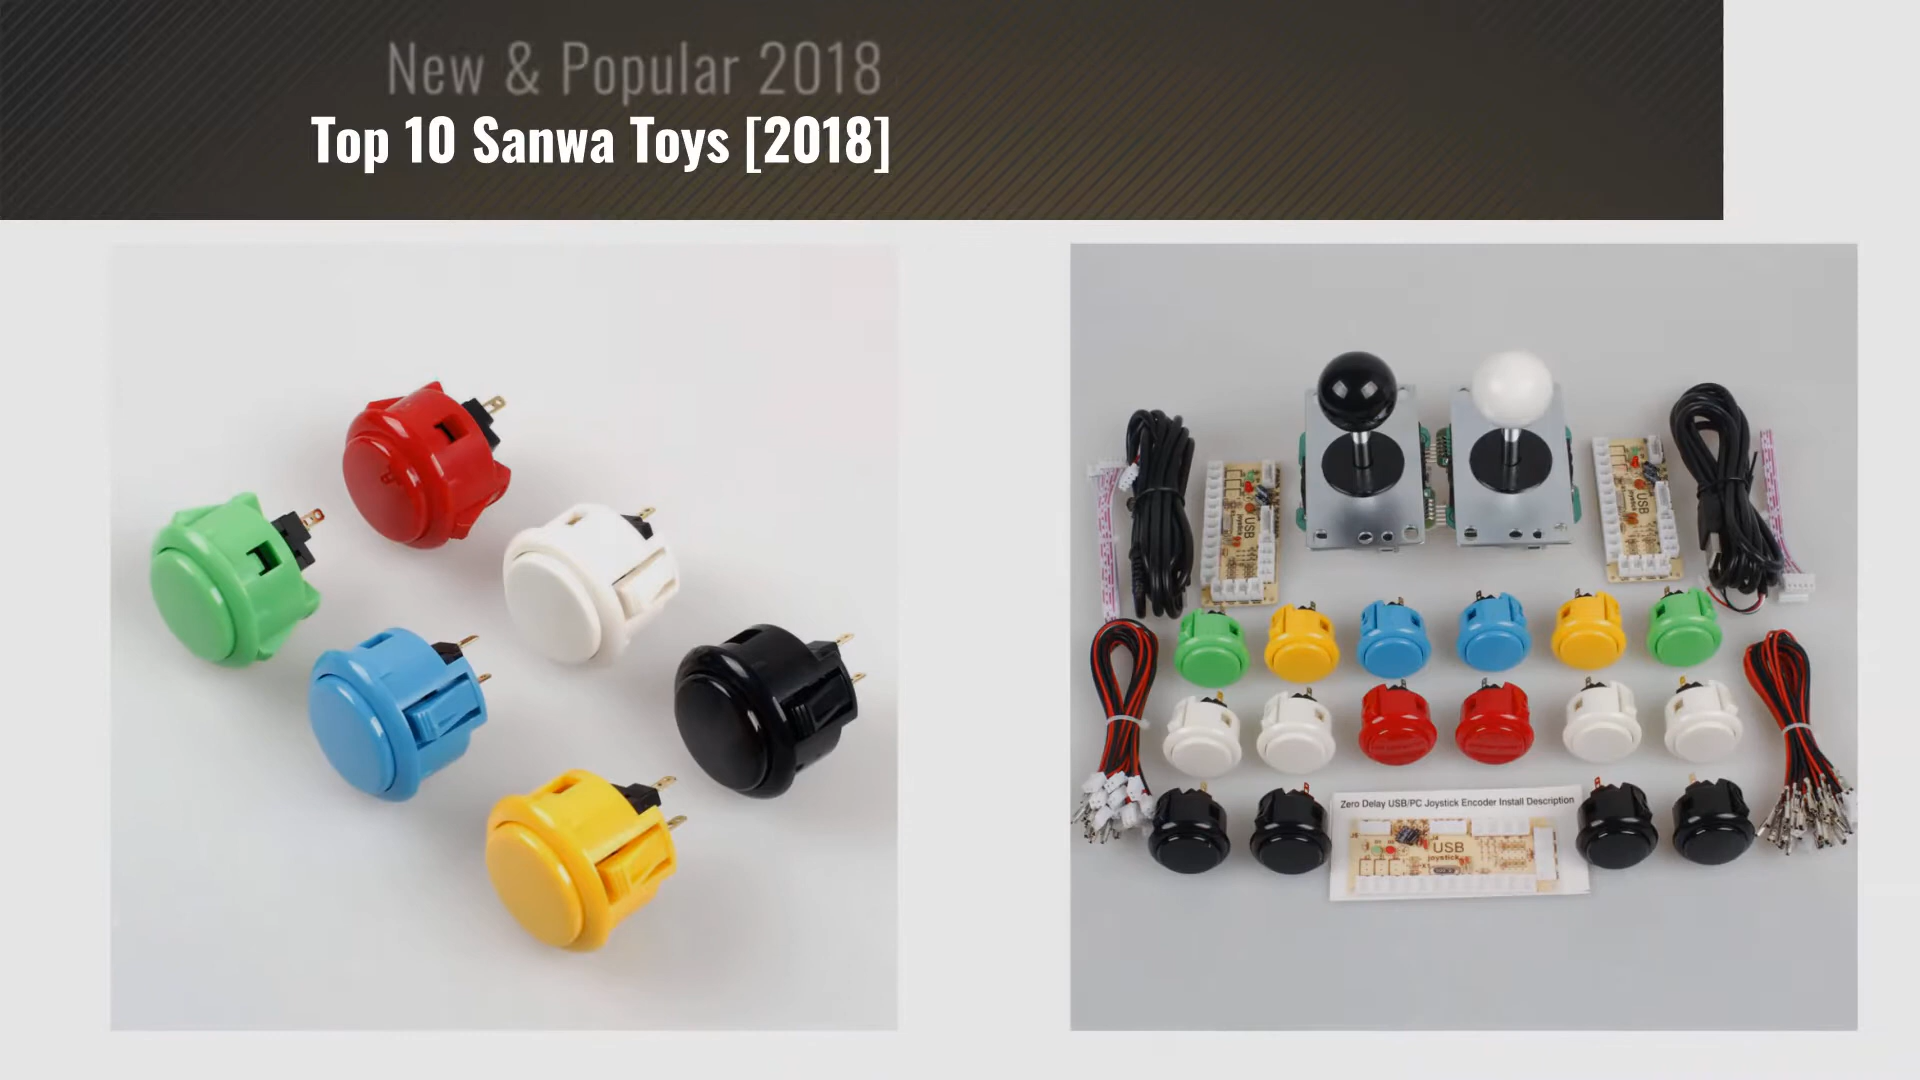 New & Popular 2018
Top 10 Sanwa Toys [2018]
USB
joystick
USB
joystick
Zero Delay USB/PC Joystick Encoder Install Description
USB
joystick